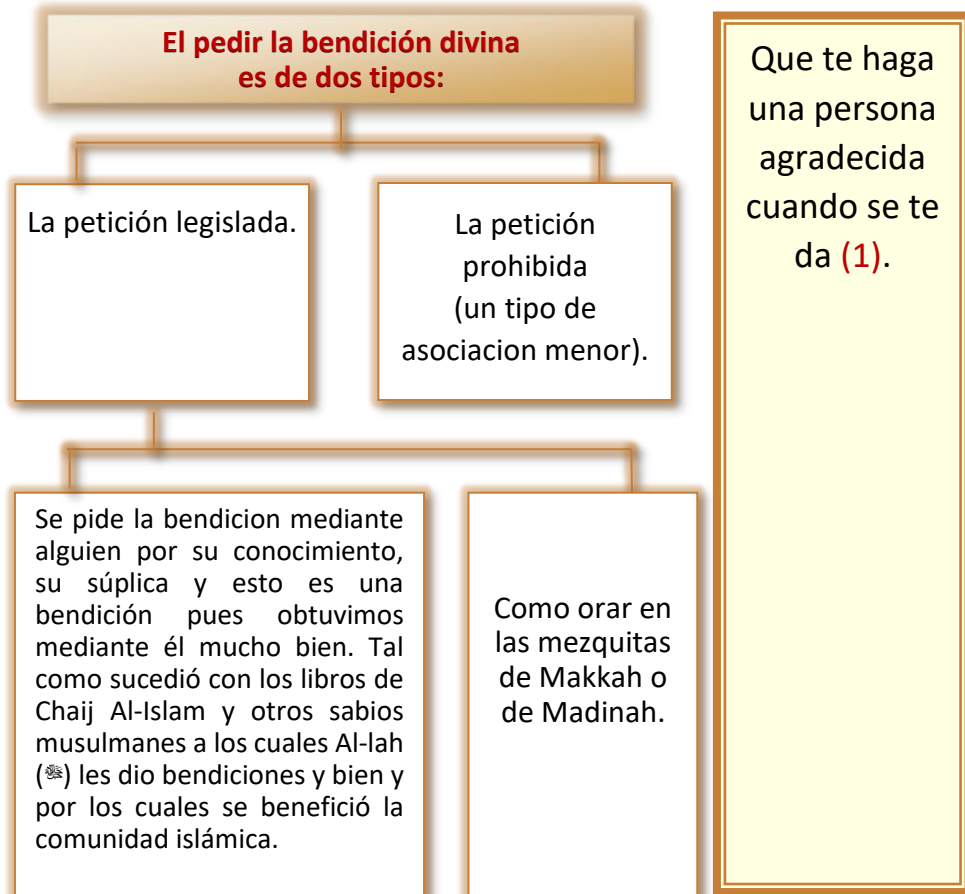 El pedir la bendición divina
es de dos tipos:
La petición legislada.
La petición
prohibida
(un tipo de
asociacion menor).
Se pide la bendicion mediante
alguien por su conocimiento,
su súplica y esto es una
bendición pues obtuvimos
mediante él mucho bien. Tal
como sucedió con los libros de
Chaij Al-Islam y otros sabios
musulmanes a los cuales Al-lah
(ﷻ) les dio bendiciones y bien y
por los cuales se benefició la
comunidad islámica.
Como orar en
las mezquitas
de Makkah o
de Madinah.
Que te haga
una persona
agradecida
cuando se te
da (1).